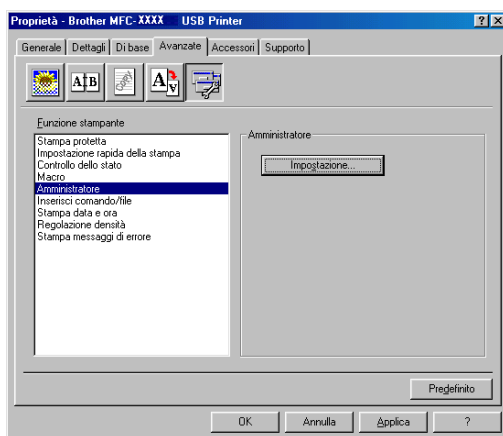 Proprietà - Brother MFC-XXXX USB Printer
Generale Dettagli Di base Avanzate Accessori Supporto
Funzione stampante
Stampa protetta
Impostazione rapida della stampa
Controllo dello stato
Macro
Amministratore
Inserisci comando/file
Stampa data e ora
Regolazione densità
Stampa messaggi di errore
Amministratore
Impostazione...
Predefinito
OK Annulla Applica ?